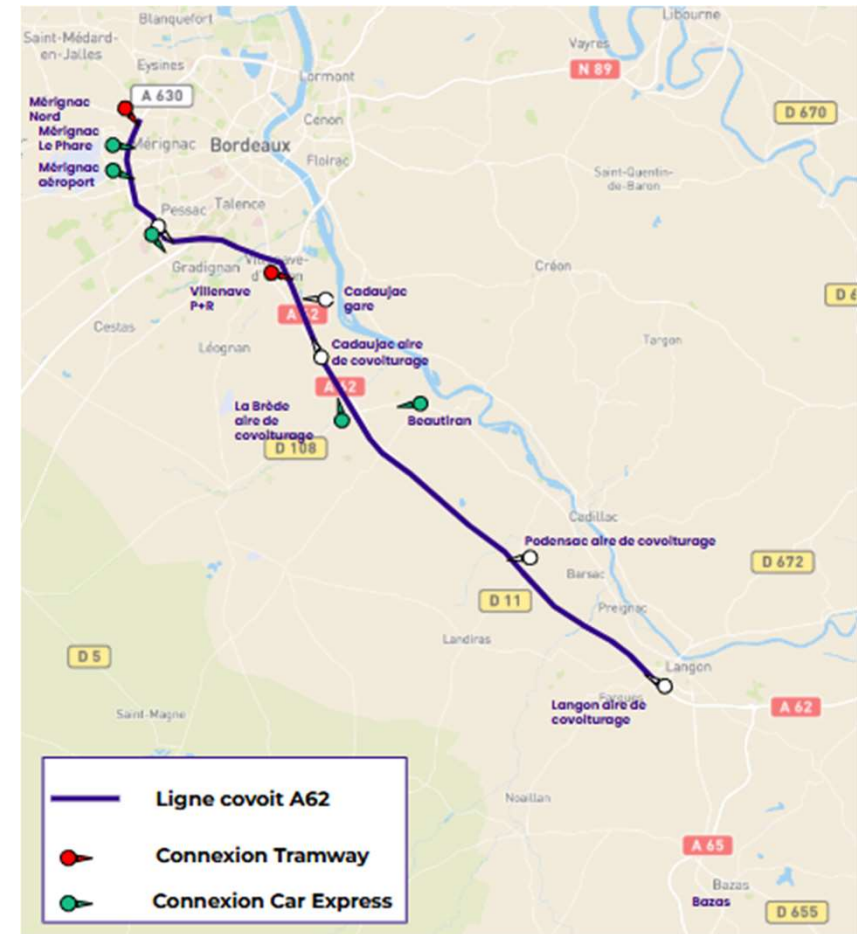 Blanquefort
Libourne
Saint-Médard-
en-Jalles
Vayres
Eysines
N 89
Lormont
A 630
Mérignac
Nord
D 670
Cenon
Mérignac
Le Phare
Mérignac
Bordeaux
Floirac
Mérignac
aéroport
Saint-Quentin-
de-Baron
Pessac
Talence
Gradignan
Créon
Villenave
P+R
Cadaujac
gare
A 62
Cestas
Léognan
Targon
Cadaujac aire
de covoiturage
A 62
La Brède
aire de
covoiturage
Beautiran
D 108
Cadillac
Podensac aire de covoiturage
D 672
Barsac
D 11
Preignac
Landiras
D 5
Langon
Langon aire de
covoiturage
A 62
Saint-Magne
Noaillan
Ligne covoit A62
Connexion Tramway
Connexion Car Express
A 65
Bazas
Bazas
D 655